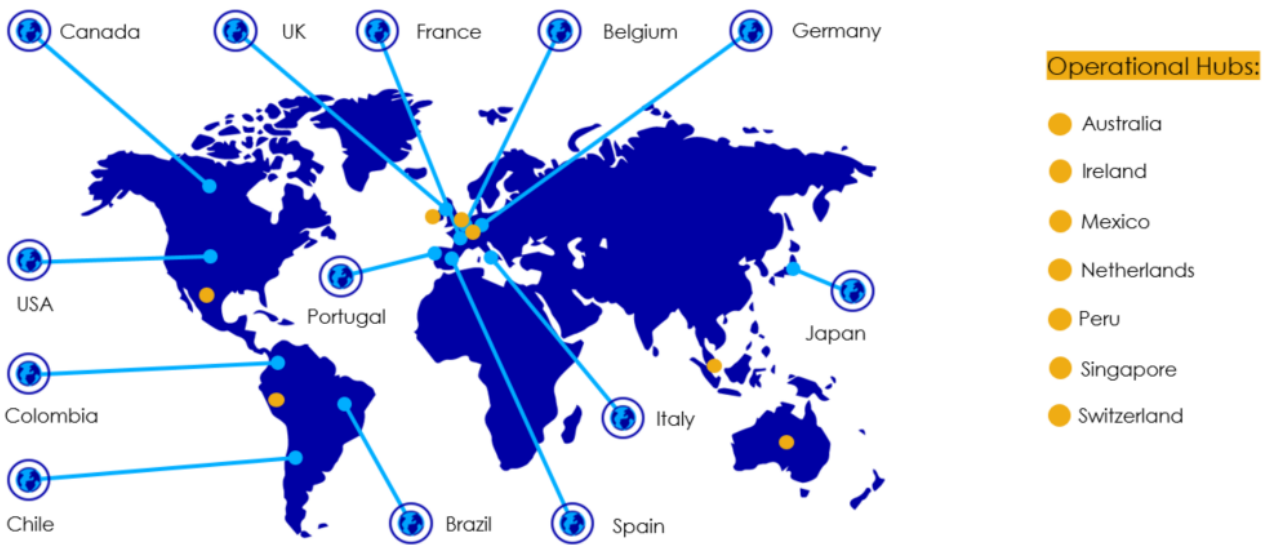 Canada
UK
France
Belgium
Germany
Operational Hubs:
Australia
Ireland
Mexico
Netherlands
Peru
Singapore
Switzerland
USA
Portugal
Japan
Colombia
Italy
Chile
Brazil
Spain